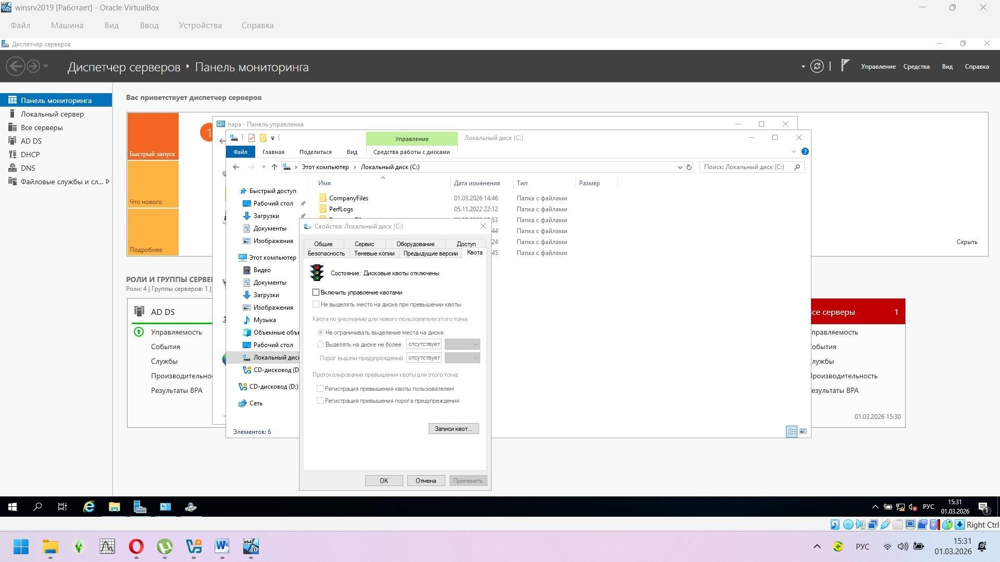 winsrv2019 [Работает] - Oracle VirtualBox
Файл Машина Вид Ввод Устройства Справка
Диспетчер серверов
Диспетчер серверов ‣ Панель мониторинга
Управление Средства Вид Справка
Панель мониторинга
Локальный сервер
Все серверы
AD DS
DHCP
DNS
Файловые службы и сл...
Вас приветствует диспетчер серверов
Быстрый запуск
Что нового
Подробнее
1
Скрыть
РОЛИ И ГРУППЫ СЕРВЕ
Роли: 4 | Группы серверов: 1 |
AD DS
Управляемость
События
Службы
Производительно
Результаты BPA
пара - Панель управления
Управление
Локальный диск (C:)
Файл Главная Поделиться Вид Средства работы с дисками
Этот компьютер › Локальный диск (C:)
Поиск: Локальный диск (C:)
Имя Дата изменения Тип Размер
CompanyFiles 01.03.2026 14:46 Папка с файлами
PerfLogs 05.11.2022 22:12 Папка с файлами
53 Папка с файлами
44 Папка с файлами
24 Папка с файлами
45 Папка с файлами
Быстрый доступ
Рабочий стол
Загрузки
Документы
Изображения
Этот компьютер
Видео
Документы
Загрузки
Изображения
Музыка
Объемные объе
Рабочий стол
Локальный диск
CD-дисковод (D
CD-дисковод (D:)
Сеть
Элементов: 6
Свойства: Локальный диск (C:)
Общие Сервис Оборудование Доступ
Безопасность Теневые копии Предыдущие версии Квота
Состояние: Дисковые квоты отключены
Включить управление квотами
Не выделять место на диске при превышении квоты
Квота по умолчанию для нового пользователя этого тома:
Не ограничивать выделение места на диске
Выделять на диске не более отсутствует
Порог выдачи предупреждений отсутствует
Протоколирование превышения квоты для этого тома:
Регистрация превышения квоты пользователем
Регистрация превышения порога предупреждения
Записи квот...
OK Отмена Применить
се серверы 1
правляемость
обытия
лужбы
роизводительность
езультаты BPA
01.03.2026 15:30
РУС
15:31
01.03.2026
1
Right Ctrl
x64
10
РУС
15:31
01.03.2026